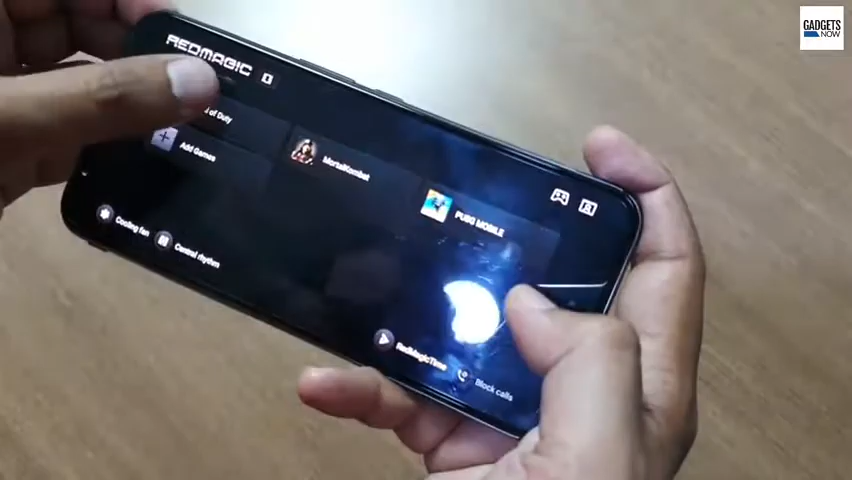 GADGETS
NOW
REDMAGIC
of Duty
Add Games
MortalKombat
PUBG MOBILE
Cooling fan
Central rhythm
RedMagicTime
Block calls